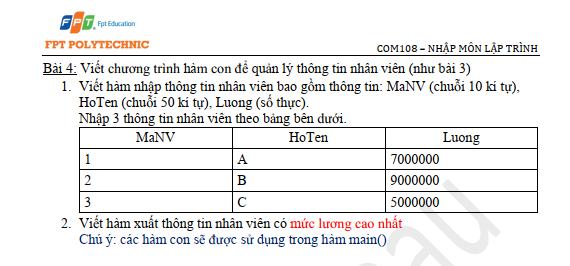 FPT Fpt Education
FPT POLYTECHNIC
COM108 – NHẬP MÔN LẬP TRÌNH
Bài 4: Viết chương trình hàm con để quản lý thông tin nhân viên (như bài 3)
1. Viết hàm nhập thông tin nhân viên bao gồm thông tin: MaNV (chuỗi 10 kí tự),
HoTen (chuỗi 50 kí tự), Luong (số thực).
Nhập 3 thông tin nhân viên theo bảng bên dưới.
MaNV HoTen Luong
1 A 7000000
2 B 9000000
3 C 5000000
2. Viết hàm xuất thông tin nhân viên có mức lương cao nhất
Chú ý: các hàm con sẽ được sử dụng trong hàm main()